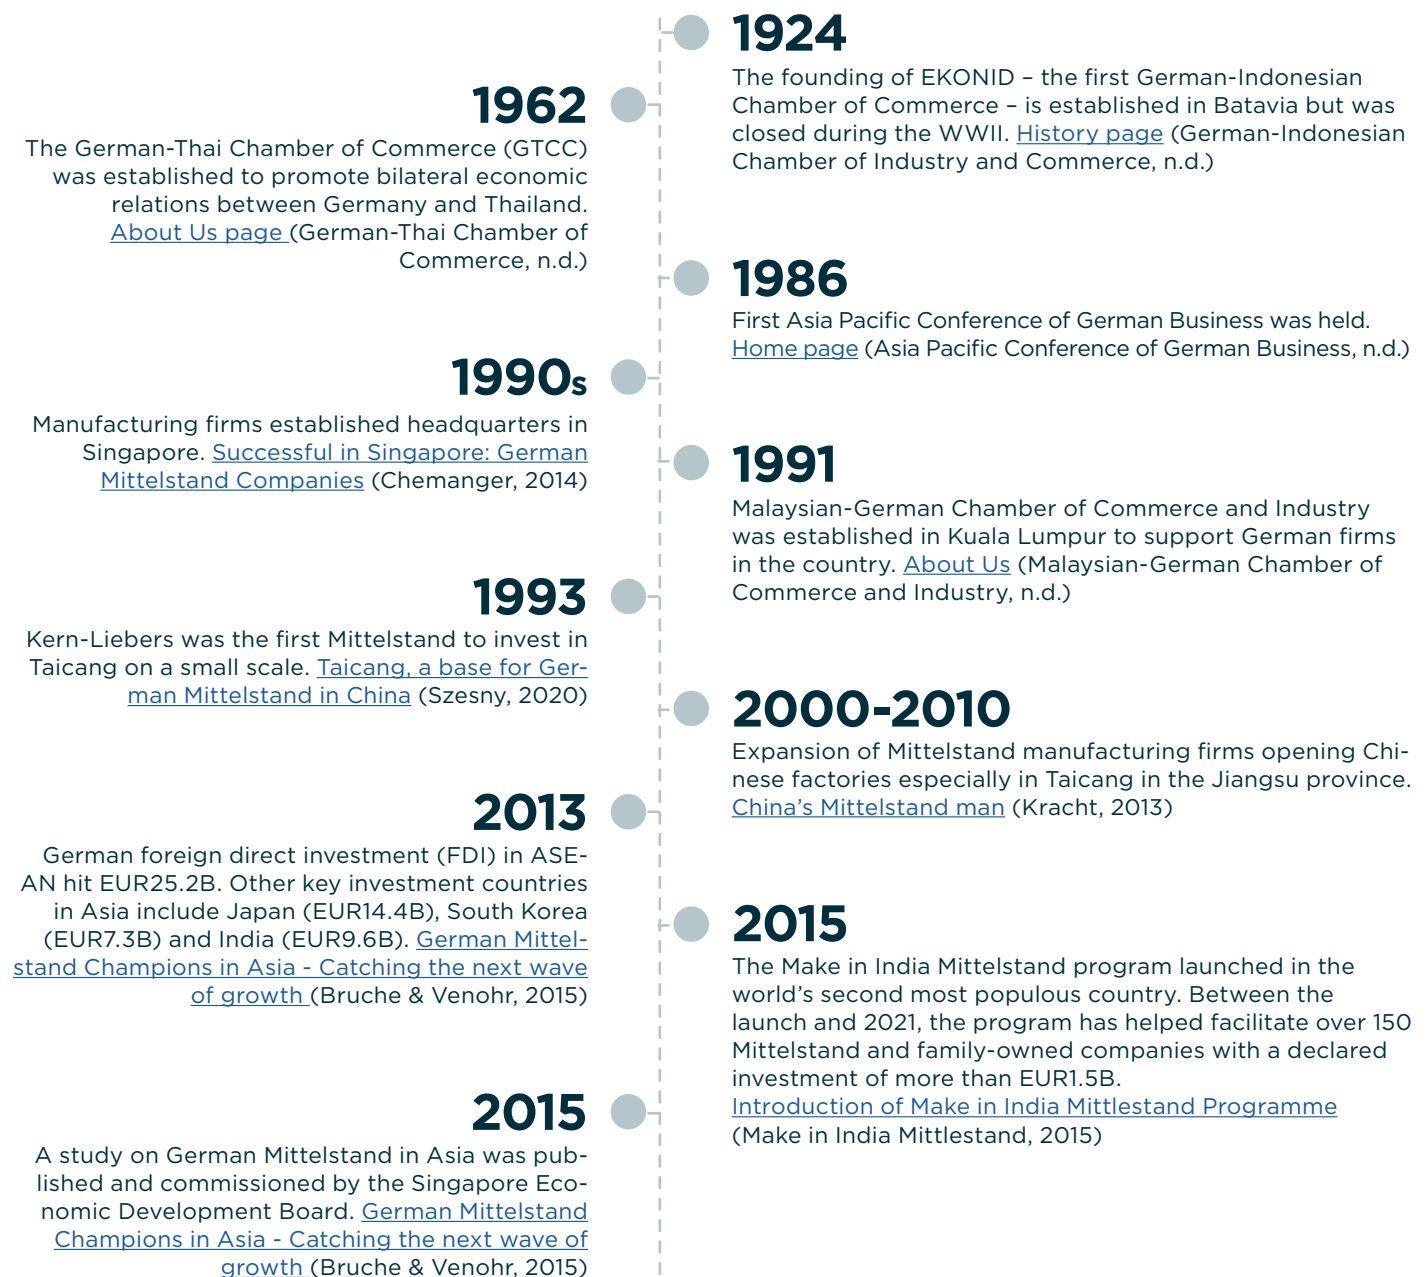 1924
The founding of EKONID – the first German-Indonesian
Chamber of Commerce – is established in Batavia but was
closed during the WWII. History page (German-Indonesian
Chamber of Industry and Commerce, n.d.)
1962
The German-Thai Chamber of Commerce (GTCC)
was established to promote bilateral economic
relations between Germany and Thailand.
About Us page (German-Thai Chamber of
Commerce, n.d.)
1986
First Asia Pacific Conference of German Business was held.
Home page (Asia Pacific Conference of German Business, n.d.)
1990s
Manufacturing firms established headquarters in
Singapore. Successful in Singapore: German
Mittelstand Companies (Chemanger, 2014)
1991
Malaysian-German Chamber of Commerce and Industry
was established in Kuala Lumpur to support German firms
in the country. About Us (Malaysian-German Chamber of
Commerce and Industry, n.d.)
1993
Kern-Liebers was the first Mittelstand to invest in
Taicang on a small scale. Taicang, a base for Ger-
man Mittelstand in China (Szesny, 2020)
2000-2010
Expansion of Mittelstand manufacturing firms opening Chi-
nese factories especially in Taicang in the Jiangsu province.
China’s Mittelstand man (Kracht, 2013)
2013
German foreign direct investment (FDI) in ASE-
AN hit EUR25.2B. Other key investment countries
in Asia include Japan (EUR14.4B), South Korea
(EUR7.3B) and India (EUR9.6B). German Mittel-
stand Champions in Asia - Catching the next wave
of growth (Bruche & Venohr, 2015)
2015
The Make in India Mittelstand program launched in the
world’s second most populous country. Between the
launch and 2021, the program has helped facilitate over 150
Mittelstand and family-owned companies with a declared
investment of more than EUR1.5B.
Introduction of Make in India Mittlestand Programme
(Make in India Mittlestand, 2015)
2015
A study on German Mittelstand in Asia was pub-
lished and commissioned by the Singapore Eco-
nomic Development Board. German Mittelstand
Champions in Asia - Catching the next wave of
growth (Bruche & Venohr, 2015)